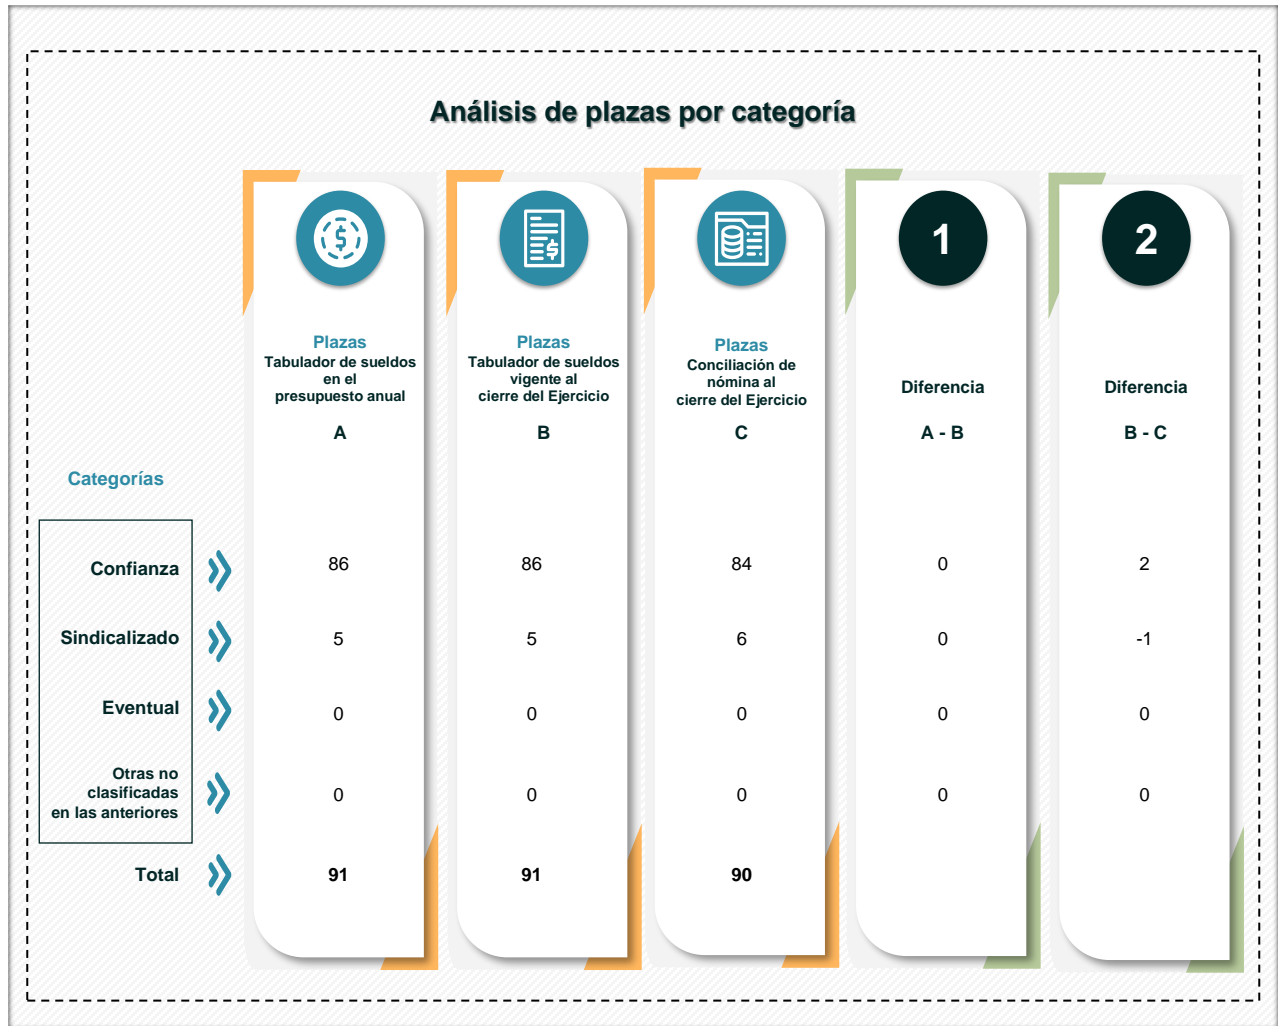 Análisis de plazas por categoría
1
2
Plazas
Tabulador de sueldos
en el
presupuesto anual
A
Plazas
Tabulador de sueldos
vigente al
cierre del Ejercicio
B
Plazas
Conciliación de
nómina al
cierre del Ejercicio
C
Diferencia
A - B
Diferencia
B - C
Categorías
Confianza 86 86 84 0 2
Sindicalizado 5 5 6 0 -1
Eventual 0 0 0 0 0
Otras no
clasificadas
en las anteriores 0 0 0 0 0
Total 91 91 90